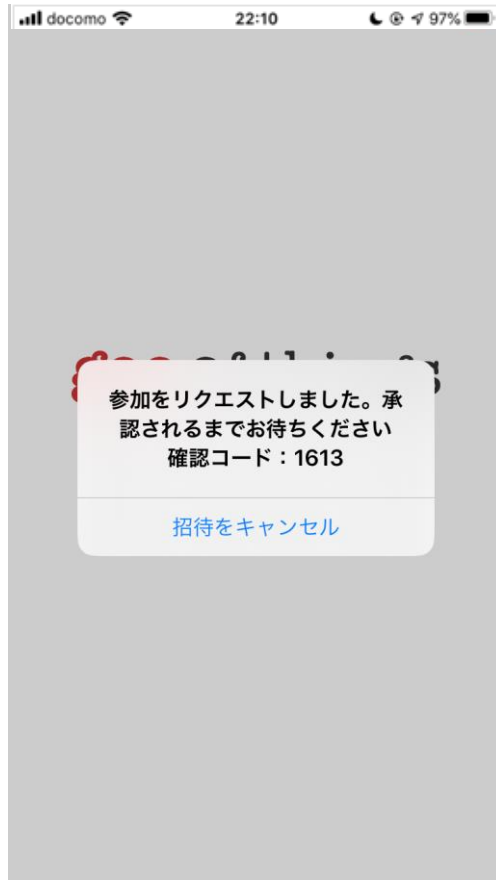 docomo 22:10 97%
参加をリクエストしました。承
認されるまでお待ちください
確認コード：1613
招待をキャンセル